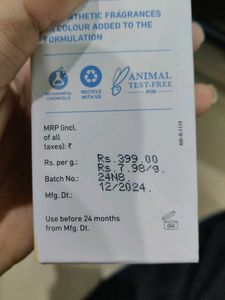 NTHETIC FRAGRANCES
R COLOUR ADDED TO THE
FORMULATION
NO HARMFUL
CHEMICALS
RECYCLE
WITH US
ANIMAL
TEST-FREE
MRP (incl.
of all
taxes): ₹
Rs.399.00
Rs. per g.:
Rs.7.98/g.
Batch No.:
24N8
Mfg. Dt.:
12/2024.
Use before 24 months
from Mfg. Dt.
6M